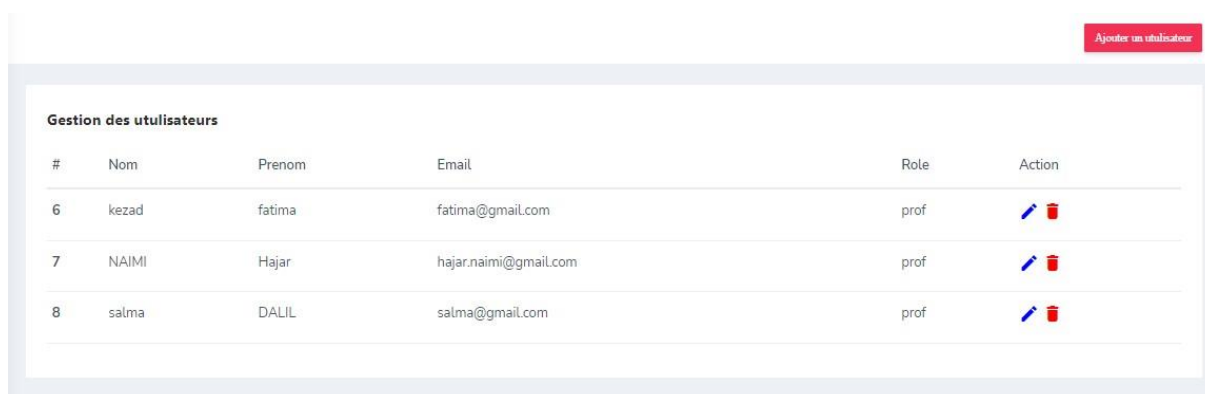 Ajouter un utulisateur
Gestion des utulisateurs
# Nom Prenom Email Role Action
6 kezad fatima fatima@gmail.com prof
7 NAIMI Hajar hajar.naimi@gmail.com prof
8 salma DALIL salma@gmail.com prof